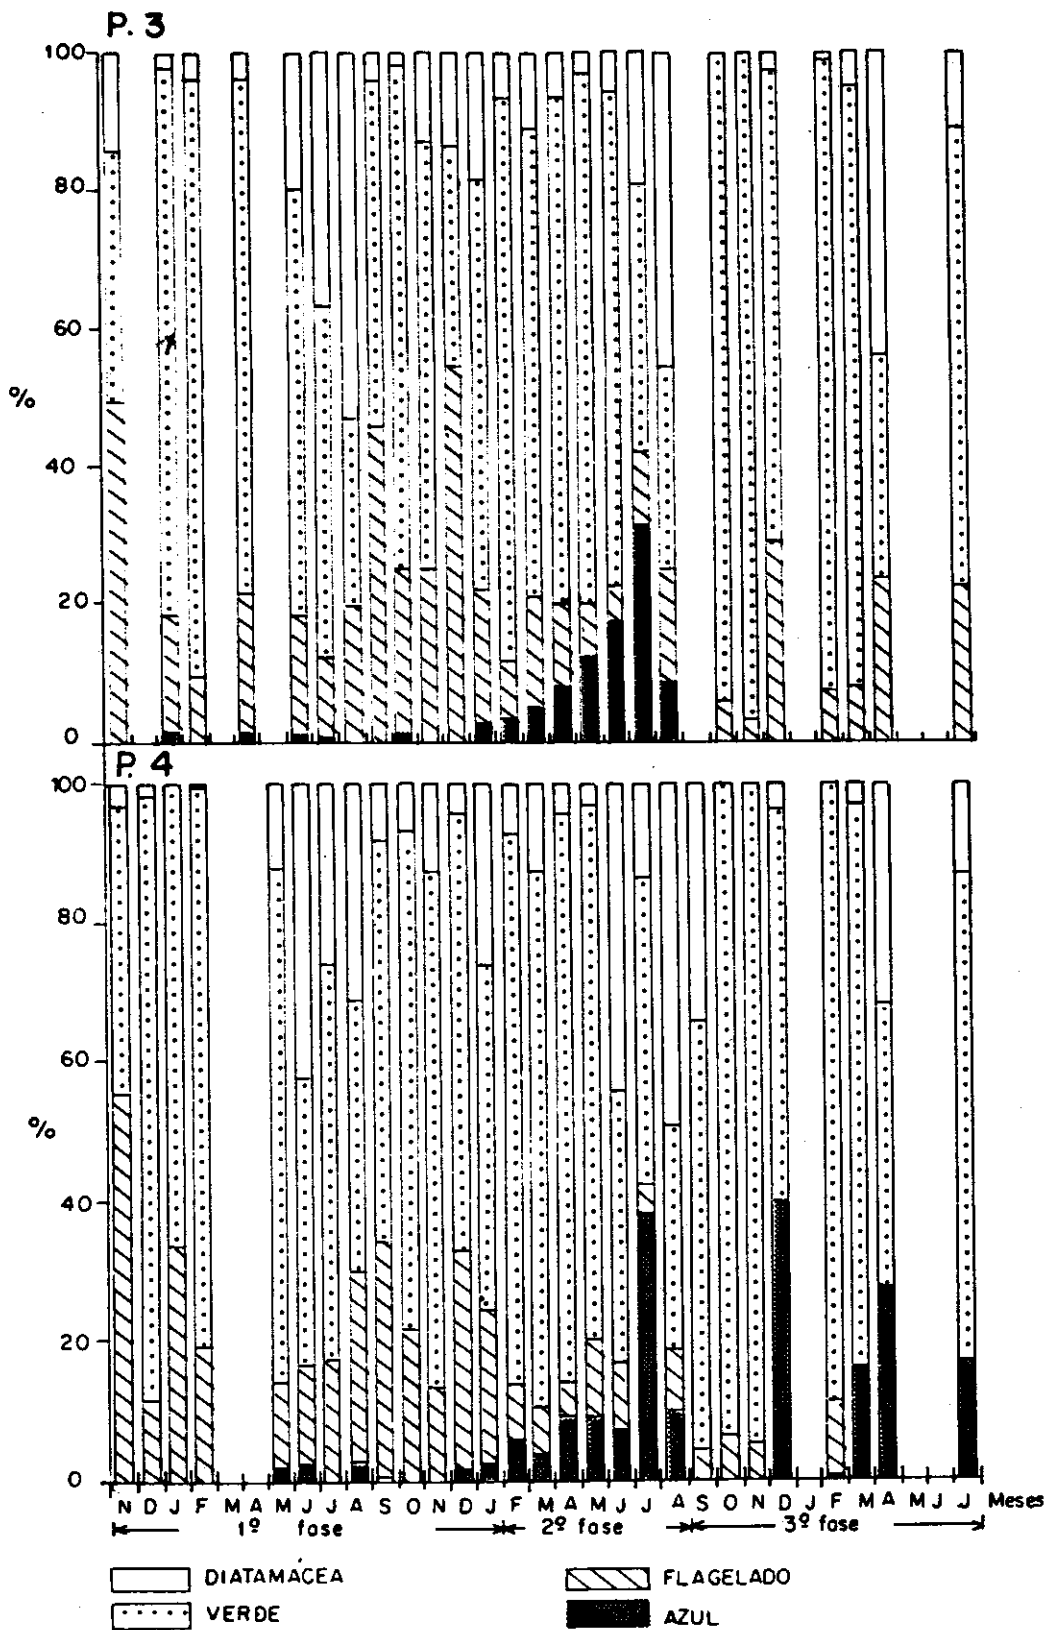 P. 3
100
80
60
%
40
20
0
P. 4
100
80
60
%
40
20
0
N D J F M A M J J A S O N D J F M A M J J A S O N D J F M A M J J Meses
1º fase 2º fase 3º fase
DIATAMÁCEA FLAGELADO
VERDE AZUL